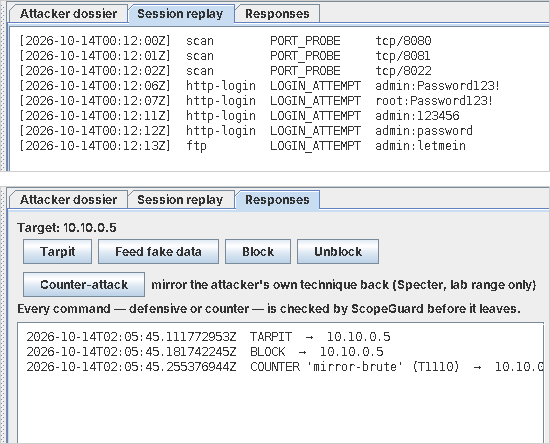 Attacker dossier Session replay Responses
[2026-10-14T00:12:00Z] scan PORT_PROBE tcp/8080
[2026-10-14T00:12:01Z] scan PORT_PROBE tcp/8081
[2026-10-14T00:12:02Z] scan PORT_PROBE tcp/8022
[2026-10-14T00:12:06Z] http-login LOGIN_ATTEMPT admin:Password123!
[2026-10-14T00:12:07Z] http-login LOGIN_ATTEMPT root:Password123!
[2026-10-14T00:12:11Z] http-login LOGIN_ATTEMPT admin:123456
[2026-10-14T00:12:12Z] http-login LOGIN_ATTEMPT admin:password
[2026-10-14T00:12:13Z] ftp LOGIN_ATTEMPT admin:letmein
Attacker dossier Session replay Responses
Target: 10.10.0.5
Tarpit Feed fake data Block Unblock
Counter-attack mirror the attacker's own technique back (Specter, lab range only)
Every command — defensive or counter — is checked by ScopeGuard before it leaves.
2026-10-14T02:05:45.111772953Z TARPIT → 10.10.0.5
2026-10-14T02:05:45.181742245Z BLOCK → 10.10.0.5
2026-10-14T02:05:45.255376944Z COUNTER 'mirror-brute' (T1110) → 10.10.0